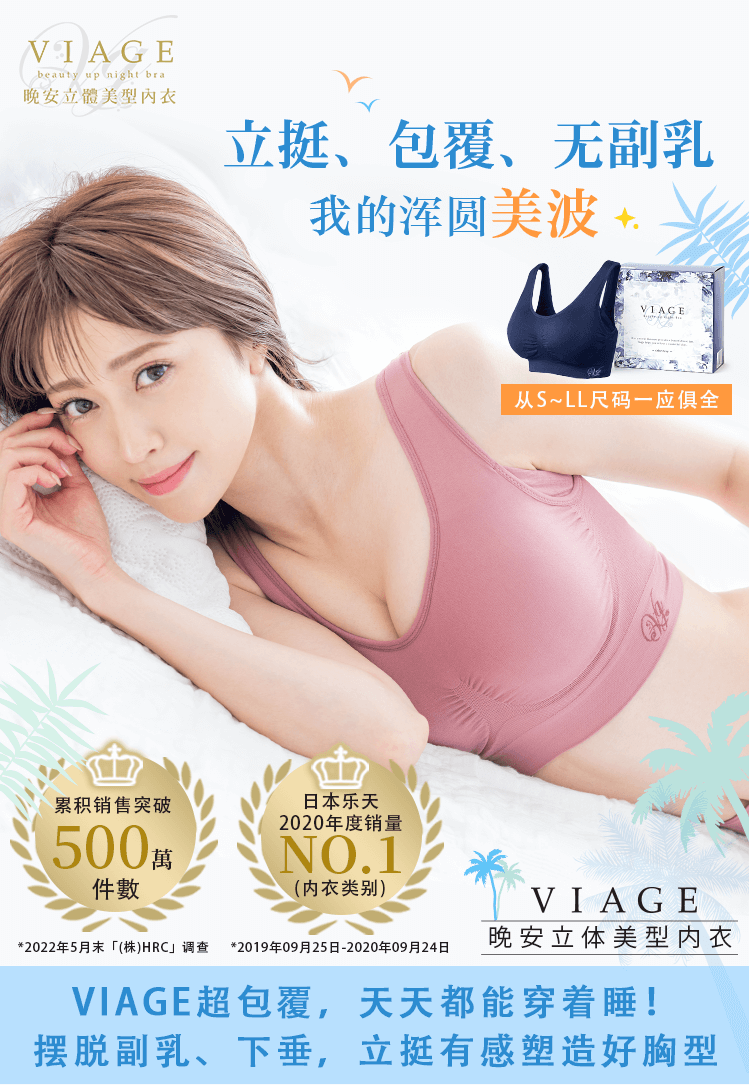 VIAGE
beauty up night bra
晚安立體美型內衣
立挺、包覆、无副乳
我的浑圆美波
VIAGE
beauty up night bra
从S~LL尺码一应俱全
累积销售突破
500萬
件數
*2022年5月末「(株)HRC」调查
日本乐天
2020年度销量
NO.1
(内衣类别)
*2019年09月25日-2020年09月24日
VIAGE
晚安立体美型内衣
VIAGE超包覆，天天都能穿着睡！
摆脱副乳、下垂，立挺有感塑造好胸型